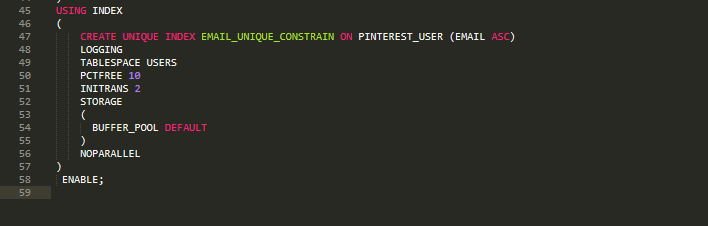 45 USING INDEX
46 (
47 CREATE UNIQUE INDEX EMAIL_UNIQUE_CONSTRAIN ON PINTEREST_USER (EMAIL ASC)
48 LOGGING
49 TABLESPACE USERS
50 PCTFREE 10
51 INITRANS 2
52 STORAGE
53 (
54 BUFFER_POOL DEFAULT
55 )
56 NOPARALLEL
57 )
58 ENABLE;
59